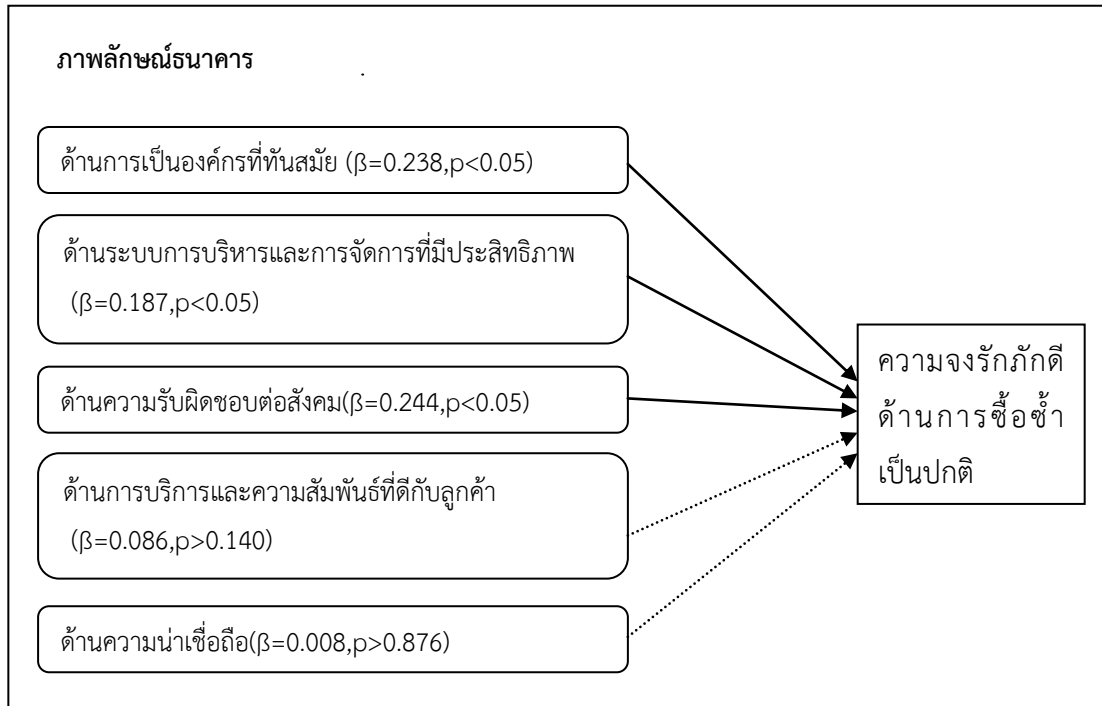 ภาพลักษณ์ธนาคาร
ด้านการเป็นองค์กรที่ทันสมัย (β=0.238,p<0.05)
ด้านระบบการบริหารและการจัดการที่มีประสิทธิภาพ
(β=0.187,p<0.05)
ด้านความรับผิดชอบต่อสังคม(β=0.244,p<0.05)
ด้านการบริการและความสัมพันธ์ที่ดีกับลูกค้า
(β=0.086,p>0.140)
ด้านความน่าเชื่อถือ(β=0.008,p>0.876)
ความจงรักภักดี
ด้านการซื้อซ้ำ
เป็นปกติ